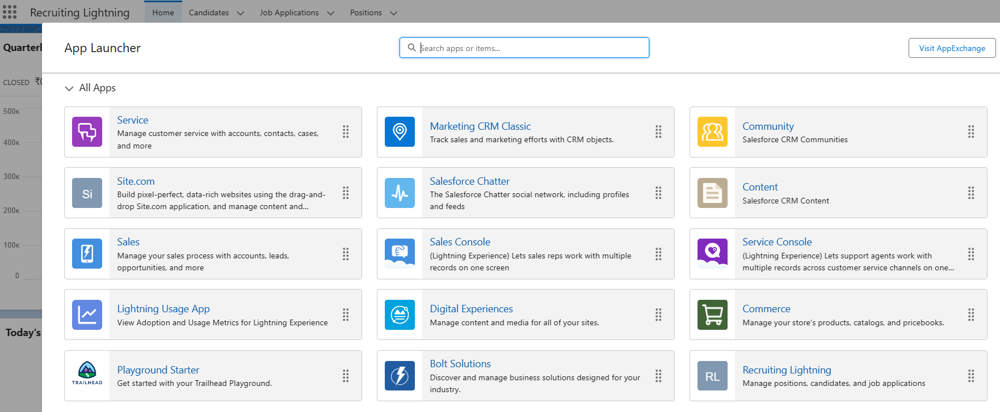 Recruiting Lightning
Home
Candidates
Job Applications
Positions
App Launcher
Search apps or items...
Visit AppExchange
All Apps
Service
Manage customer service with accounts, contacts, cases,
and more
Marketing CRM Classic
Track sales and marketing efforts with CRM objects.
Community
Salesforce CRM Communities
Si
Site.com
Build pixel-perfect, data-rich websites using the drag-and-
drop Site.com application, and manage content and...
Salesforce Chatter
The Salesforce Chatter social network, including profiles
and feeds
Content
Salesforce CRM Content
Sales
Manage your sales process with accounts, leads,
opportunities, and more
Sales Console
(Lightning Experience) Lets sales reps work with multiple
records on one screen
Service Console
(Lightning Experience) Lets support agents work with
multiple records across customer service channels on one...
Lightning Usage App
View Adoption and Usage Metrics for Lightning Experience
Digital Experiences
Manage content and media for all of your sites.
Commerce
Manage your store's products, catalogs, and pricebooks.
TRAILHEAD
Playground Starter
Get started with your Trailhead Playground.
Bolt Solutions
Discover and manage business solutions designed for your
industry.
RL
Recruiting Lightning
Manage positions, candidates, and job applications
CLOSED
500K
400K
300K
200K
100K
0
Today's